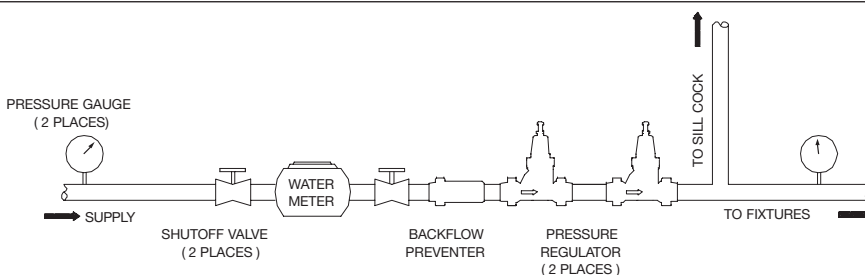 PRESSURE GAUGE
( 2 PLACES)
TO SILL COCK
WATER
METER
SUPPLY
TO FIXTURES
SHUTOFF VALVE
( 2 PLACES )
BACKFLOW
PREVENTER
PRESSURE
REGULATOR
( 2 PLACES )